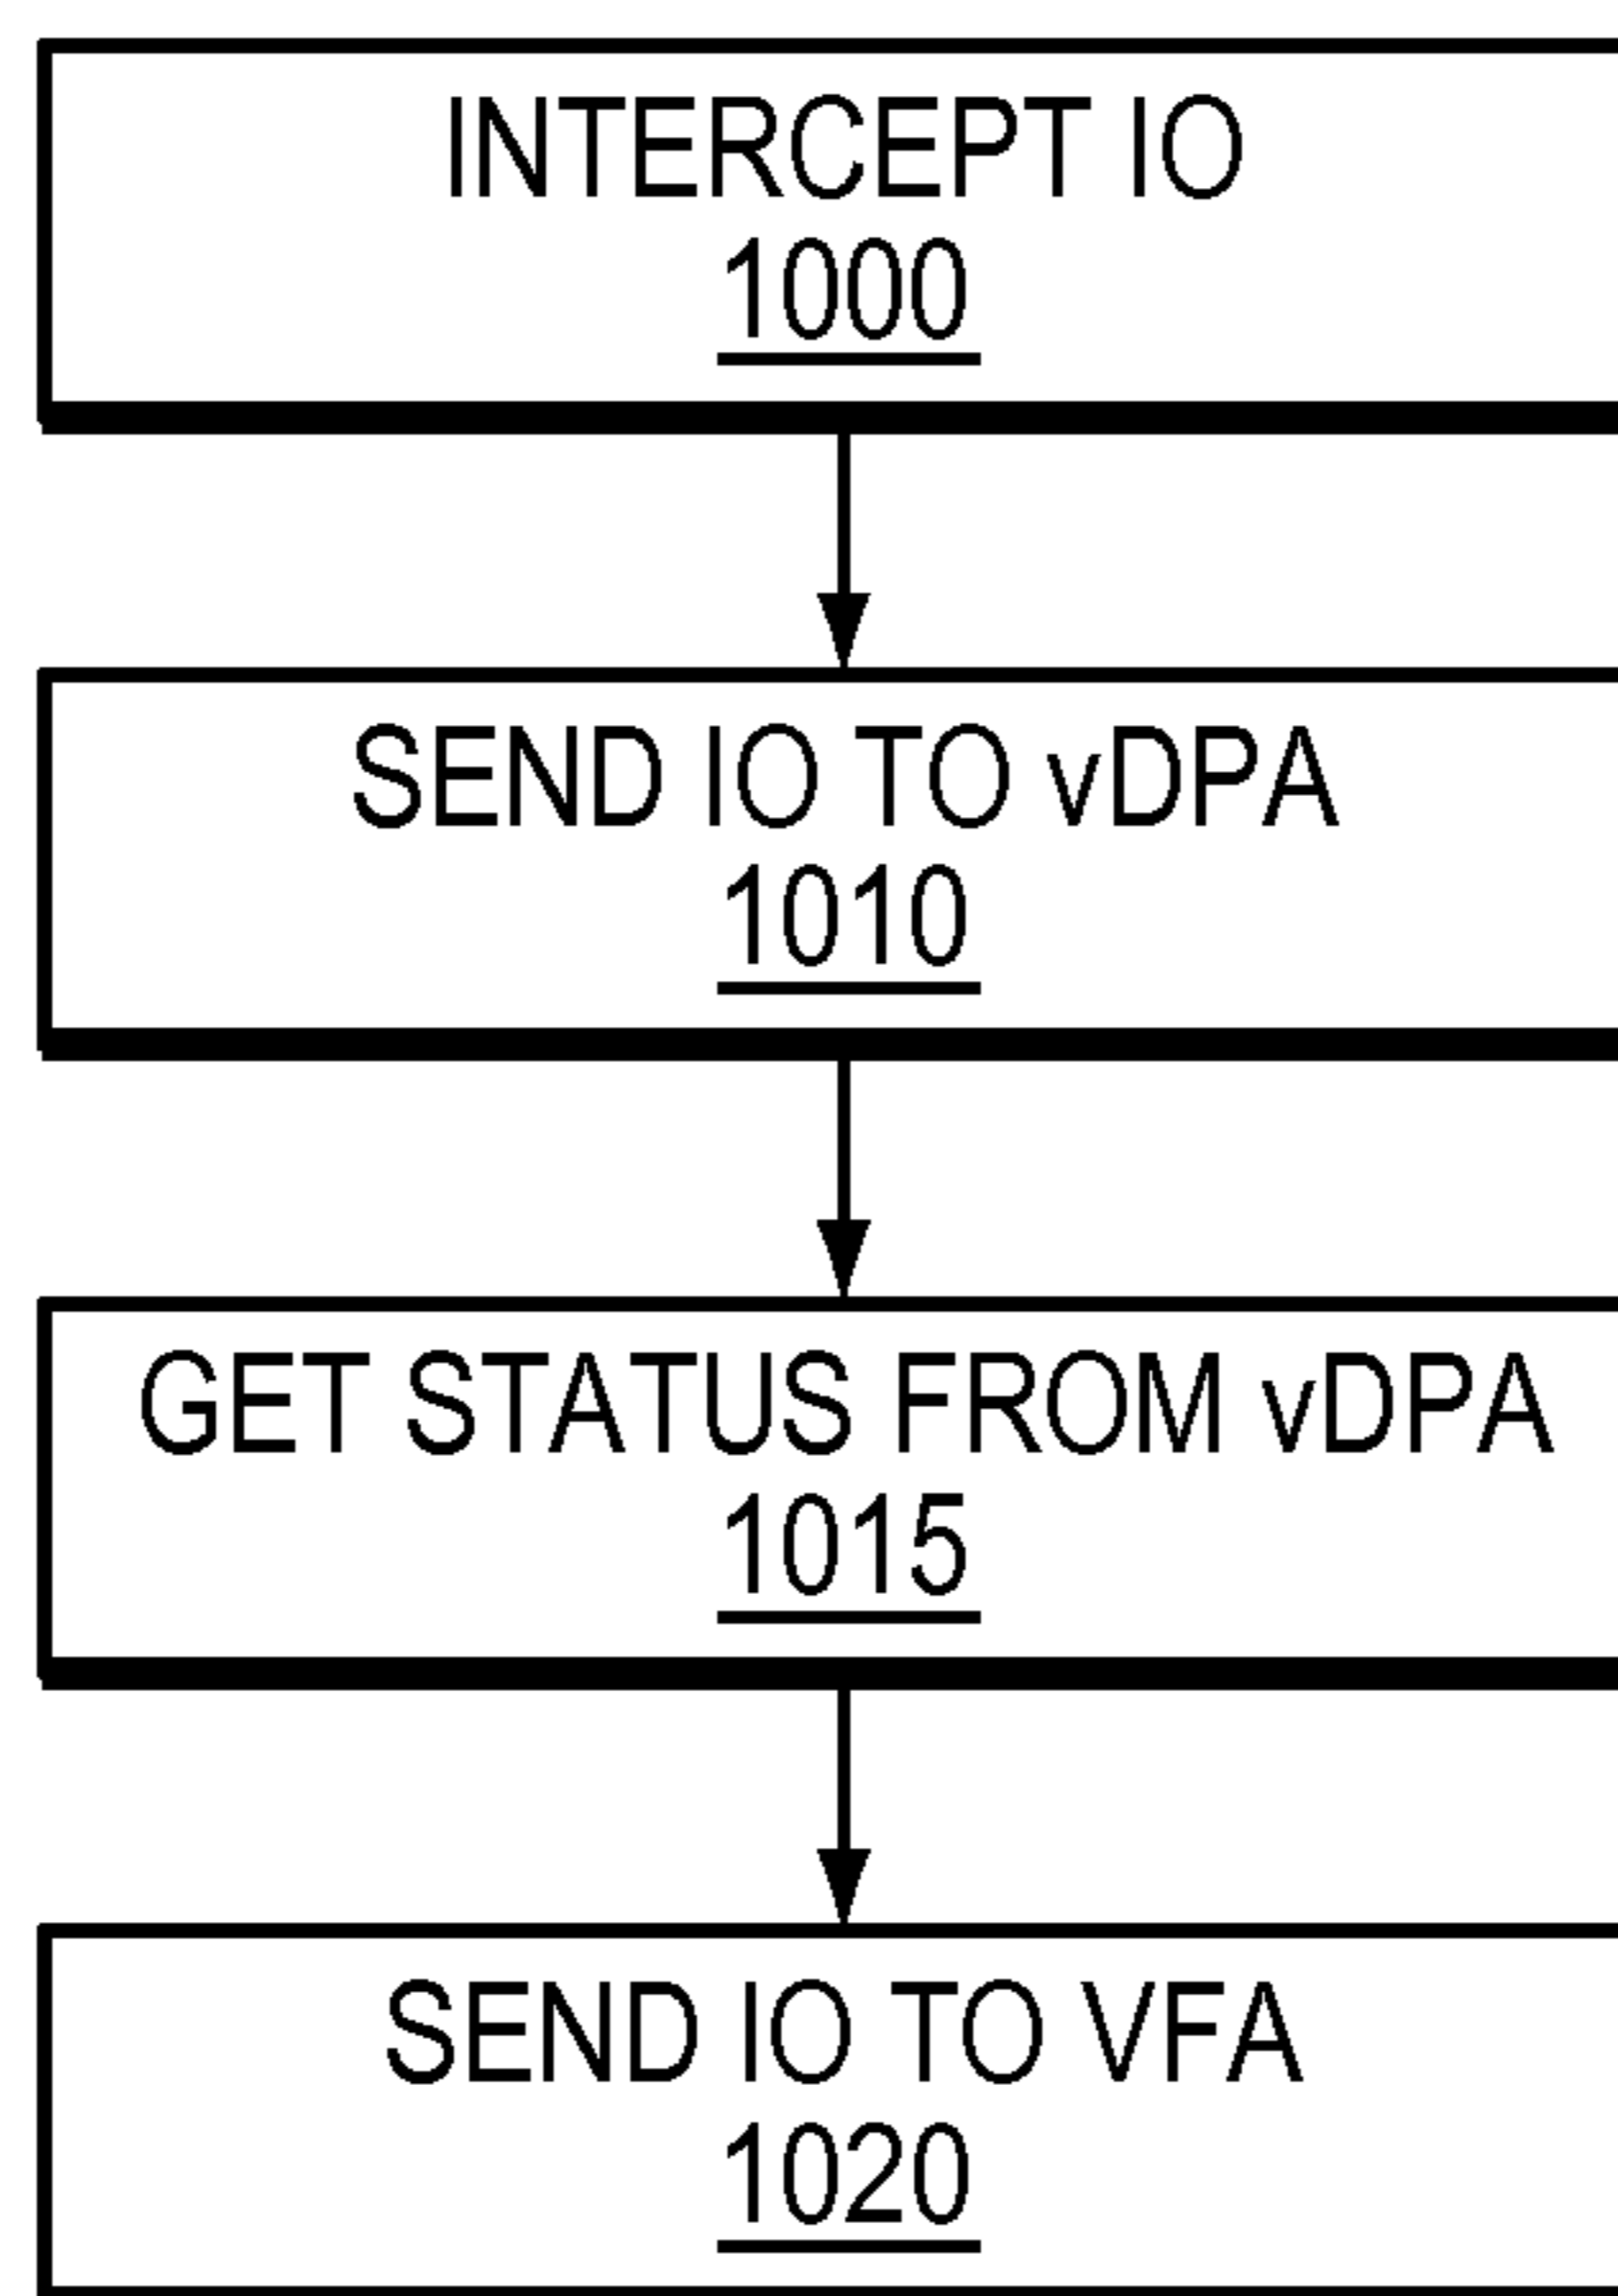 INTERCEPT IO
1000
SEND IO TO vDPA
1010
GET STATUS FROM vDPA
1015
SEND IO TO VFA
1020